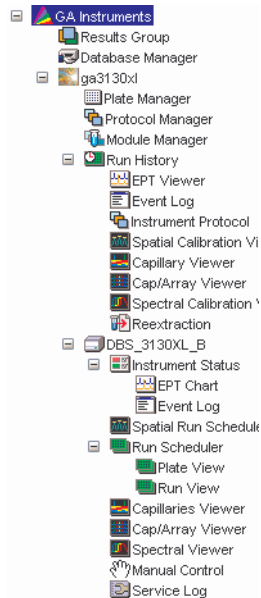 GA Instruments
Results Group
Database Manager
ga3130xl
Plate Manager
Protocol Manager
Module Manager
Run History
EPT Viewer
Event Log
Instrument Protocol
Spatial Calibration Vi
Capillary Viewer
Cap/Array Viewer
Spectral Calibration V
Reextraction
DBS_3130XL_B
Instrument Status
EPT Chart
Event Log
Spatial Run Schedule
Run Scheduler
Plate View
Run View
Capillaries Viewer
Cap/Array Viewer
Spectral Viewer
Manual Control
Service Log